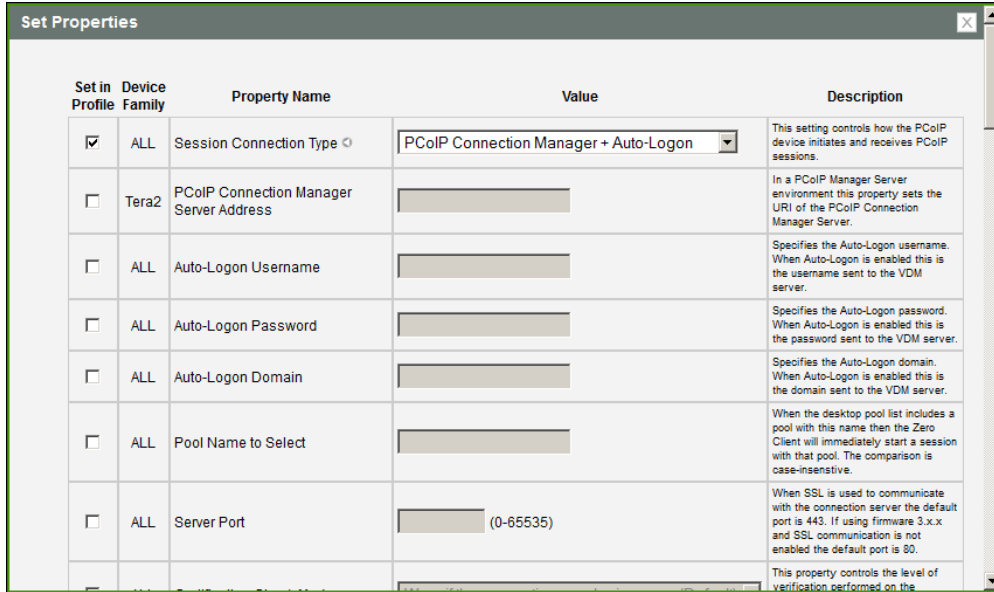 Set Properties
X
Set in Profile
Device Family
Property Name
Value
Description
ALL
Session Connection Type
PCoIP Connection Manager + Auto-Logon
This setting controls how the PCoIP
device initiates and receives PCoIP
sessions.
Tera2
PCoIP Connection Manager
Server Address
In a PCoIP Manager Server
environment this property sets the
URI of the PCoIP Connection
Manager Server.
ALL
Auto-Logon Username
Specifies the Auto-Logon username.
When Auto-Logon is enabled this is
the username sent to the VDM
server.
ALL
Auto-Logon Password
Specifies the Auto-Logon password.
When Auto-Logon is enabled this is
the password sent to the VDM server.
ALL
Auto-Logon Domain
Specifies the Auto-Logon domain.
When Auto-Logon is enabled this is
the domain sent to the VDM server.
ALL
Pool Name to Select
When the desktop pool list includes a
pool with this name then the Zero
Client will immediately start a session
with that pool. The comparison is
case-insenstive.
ALL
Server Port
(0-65535)
When SSL is used to communicate
with the connection server the default
port is 443. If using firmware 3.x.x
and SSL communication is not
enabled the default port is 80.
This property controls the level of
verification performed on the